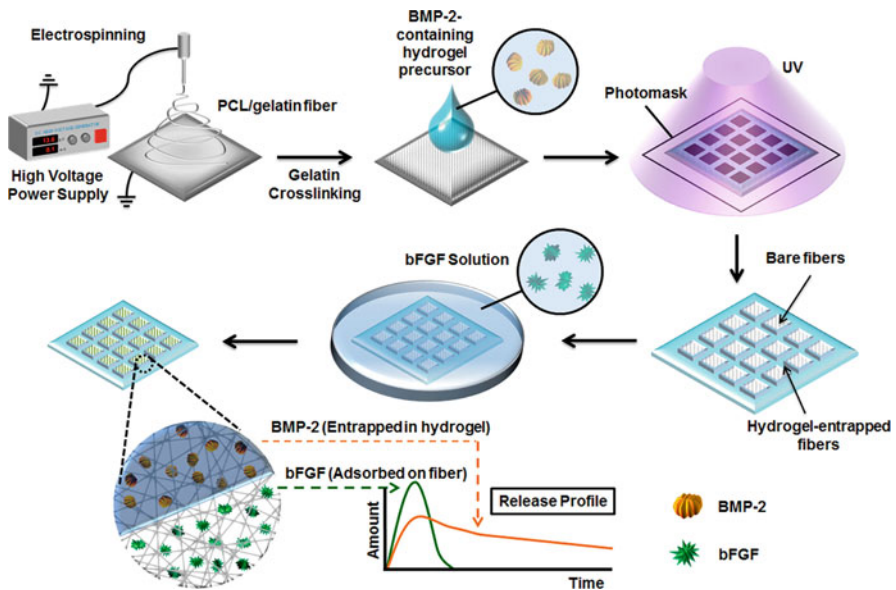 Electrospinning
PCL/gelatin fiber
High Voltage
Power Supply
Gelatin
Crosslinking
BMP-2-
containing
hydrogel
precursor
UV
Photomask
Bare fibers
Hydrogel-entrapped
fibers
bFGF Solution
BMP-2 (Entrapped in hydrogel)
bFGF (Adsorbed on fiber)
Release Profile
Amount
Time
BMP-2
bFGF